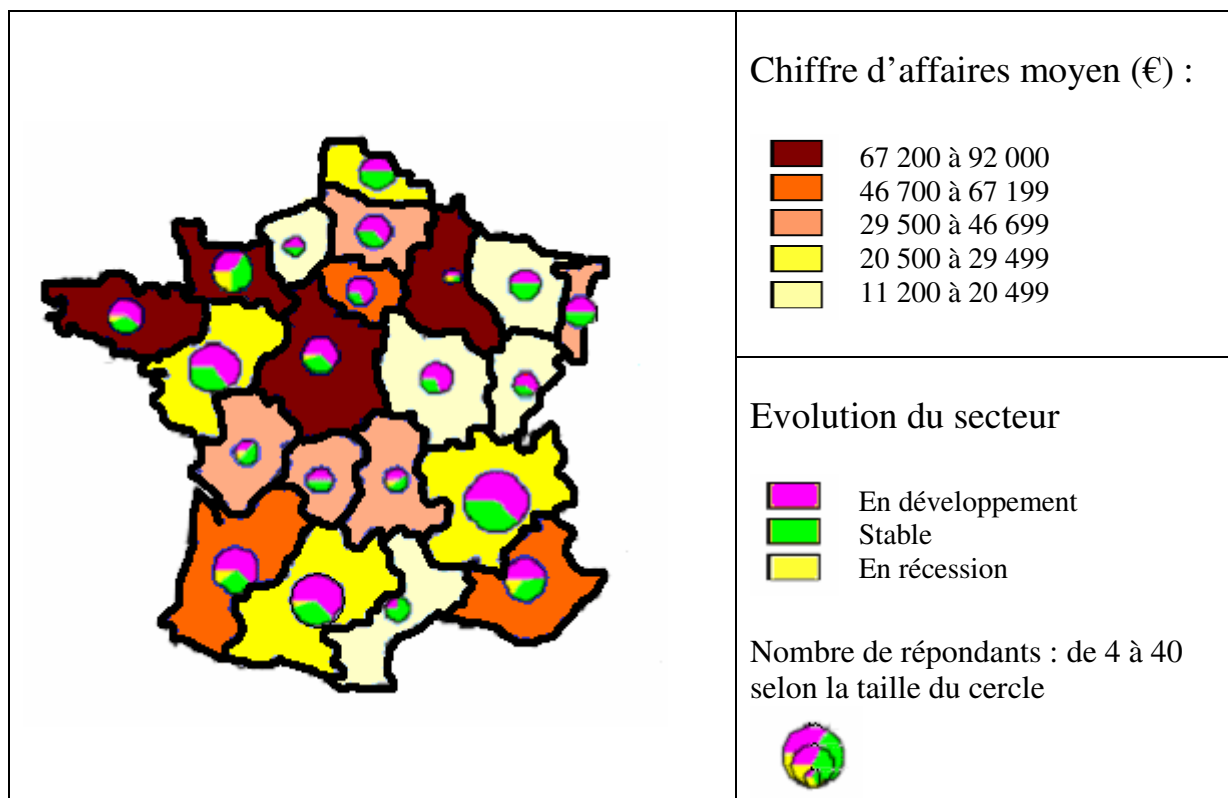 Chiffre d’affaires moyen (€) :
67 200 à 92 000
46 700 à 67 199
29 500 à 46 699
20 500 à 29 499
11 200 à 20 499
Evolution du secteur
En développement
Stable
En récession
Nombre de répondants : de 4 à 40
selon la taille du cercle